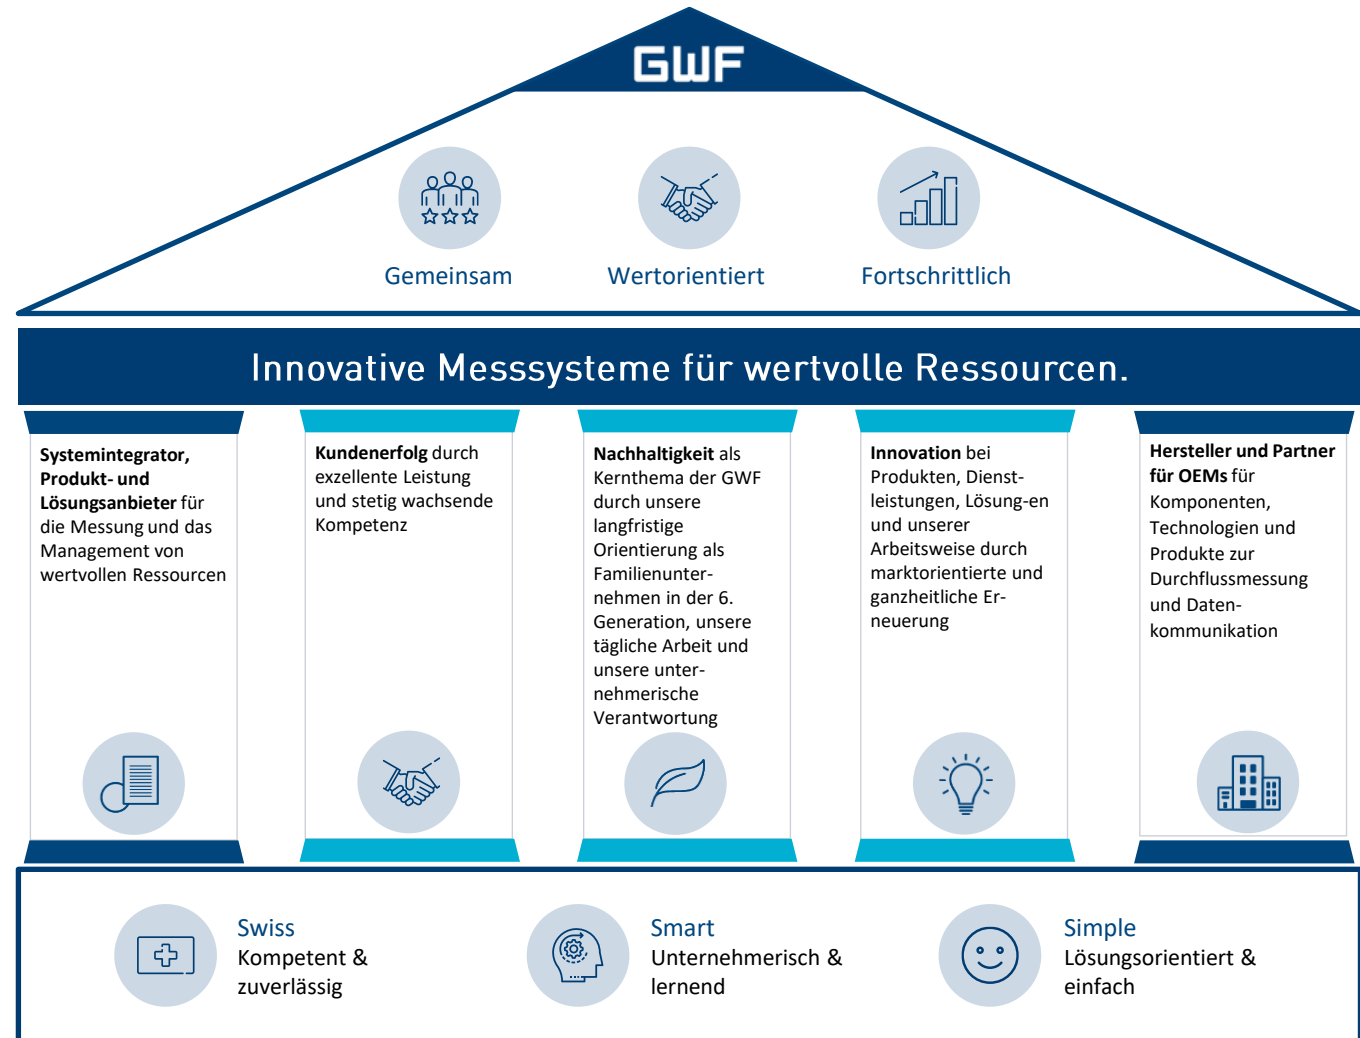 GWF
Gemeinsam
Wertorientiert
Fortschrittlich
Innovative Messsysteme für wertvolle Ressourcen.
Systemintegrator,
Produkt- und
Lösungsanbieter für
die Messung und das
Management von
wertvollen Ressourcen
Kundenerfolg durch
exzellente Leistung
und stetig wachsende
Kompetenz
Nachhaltigkeit als
Kernthema der GWF
durch unsere
langfristige
Orientierung als
Familienunter-
nehmen in der 6.
Generation, unsere
tägliche Arbeit und
unsere unter-
nehmerische
Verantwortung
Innovation bei
Produkten, Dienst-
leistungen, Lösung-en
und unserer
Arbeitsweise durch
marktorientierte und
ganzheitliche Er-
neuerung
Hersteller und Partner
für OEMs für
Komponenten,
Technologien und
Produkte zur
Durchflussmessung
und Daten-
kommunikation
Swiss
Kompetent &
zuverlässig
Smart
Unternehmerisch &
lernend
Simple
Lösungsorientiert &
einfach